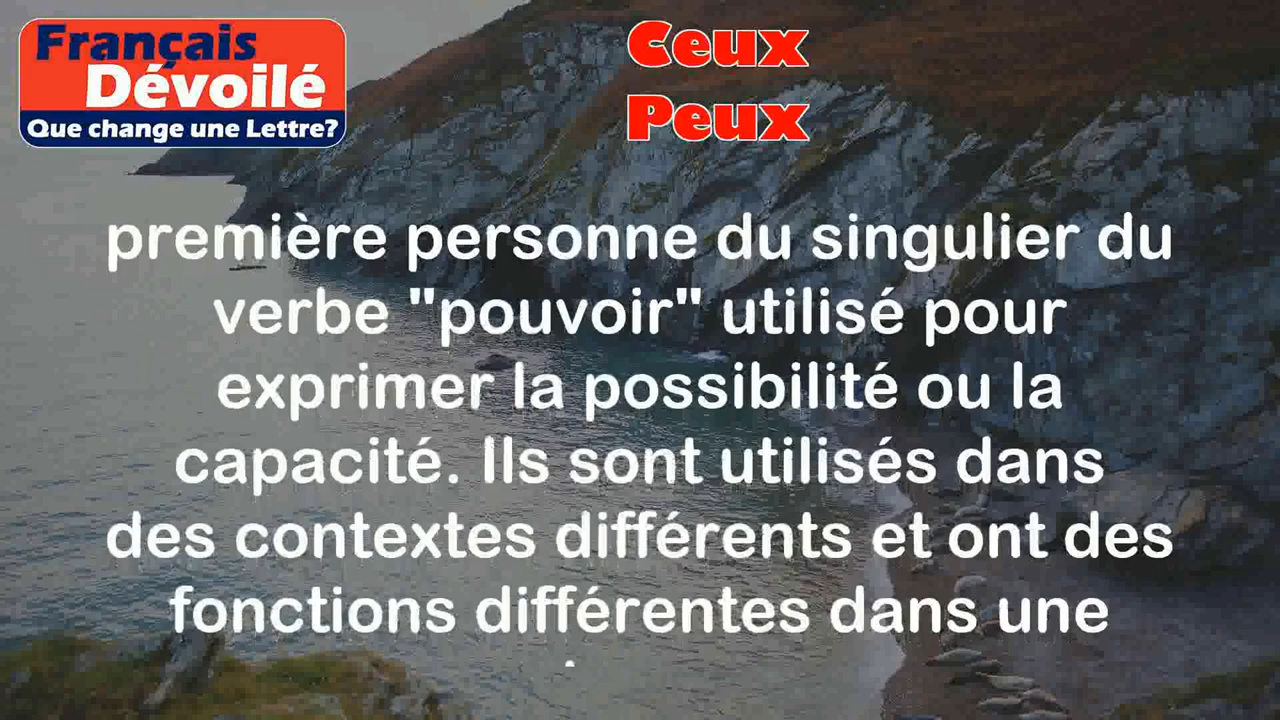 Français
Dévoilé
Que change une Lettre?
Ceux
Peux
première personne du singulier du
verbe "pouvoir" utilisé pour
exprimer la possibilité ou la
capacité. Ils sont utilisés dans
des contextes différents et ont des
fonctions différentes dans une